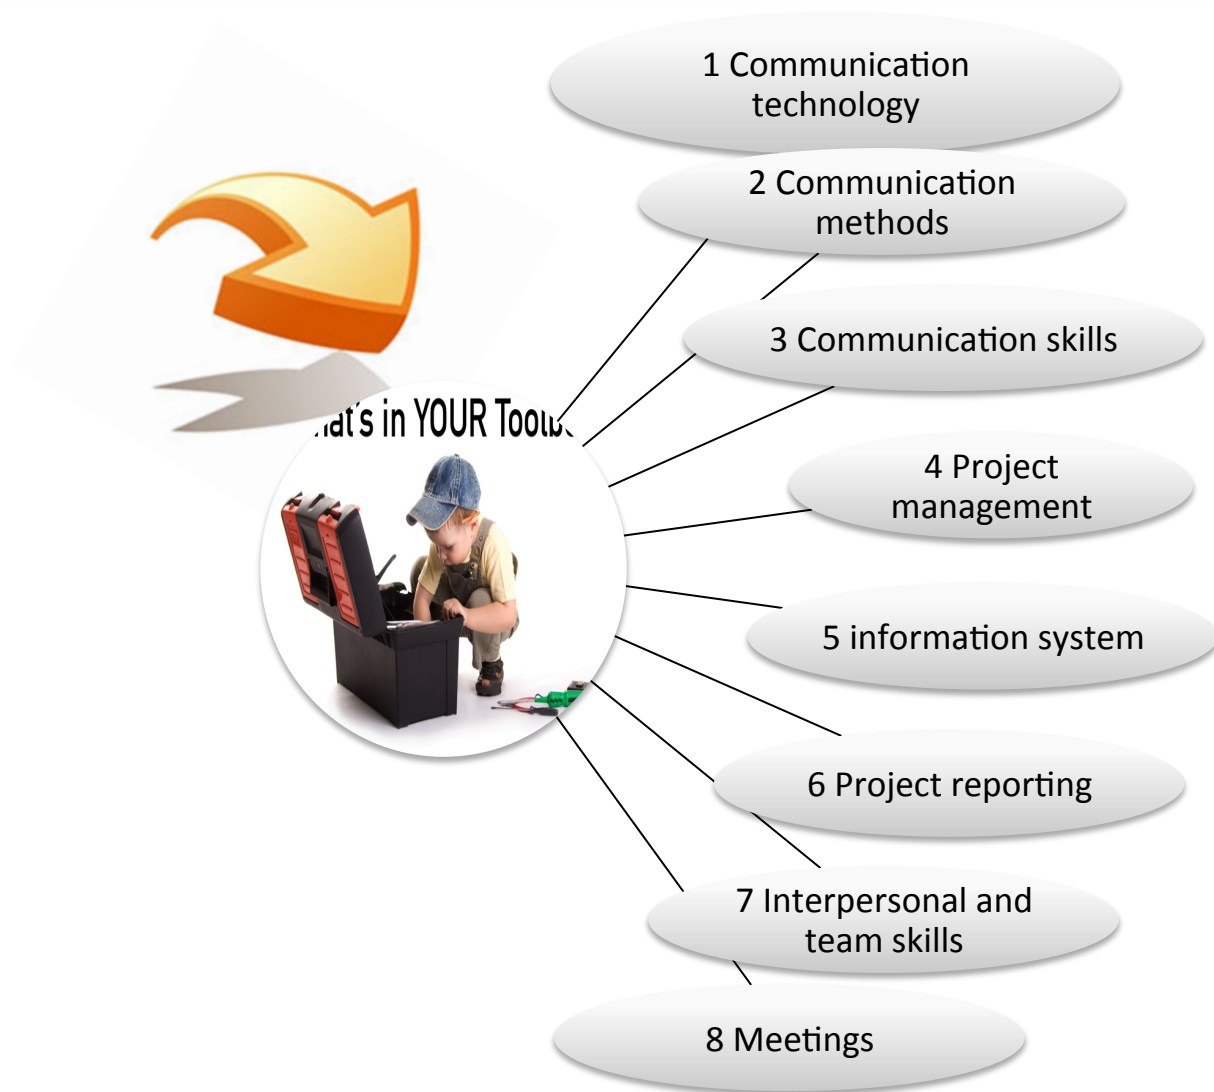 1 Communication
technology
2 Communication
methods
3 Communication skills
in YOUR
4 Project
management
5 information system
6 Project reporting
7 Interpersonal and
team skills
8 Meetings